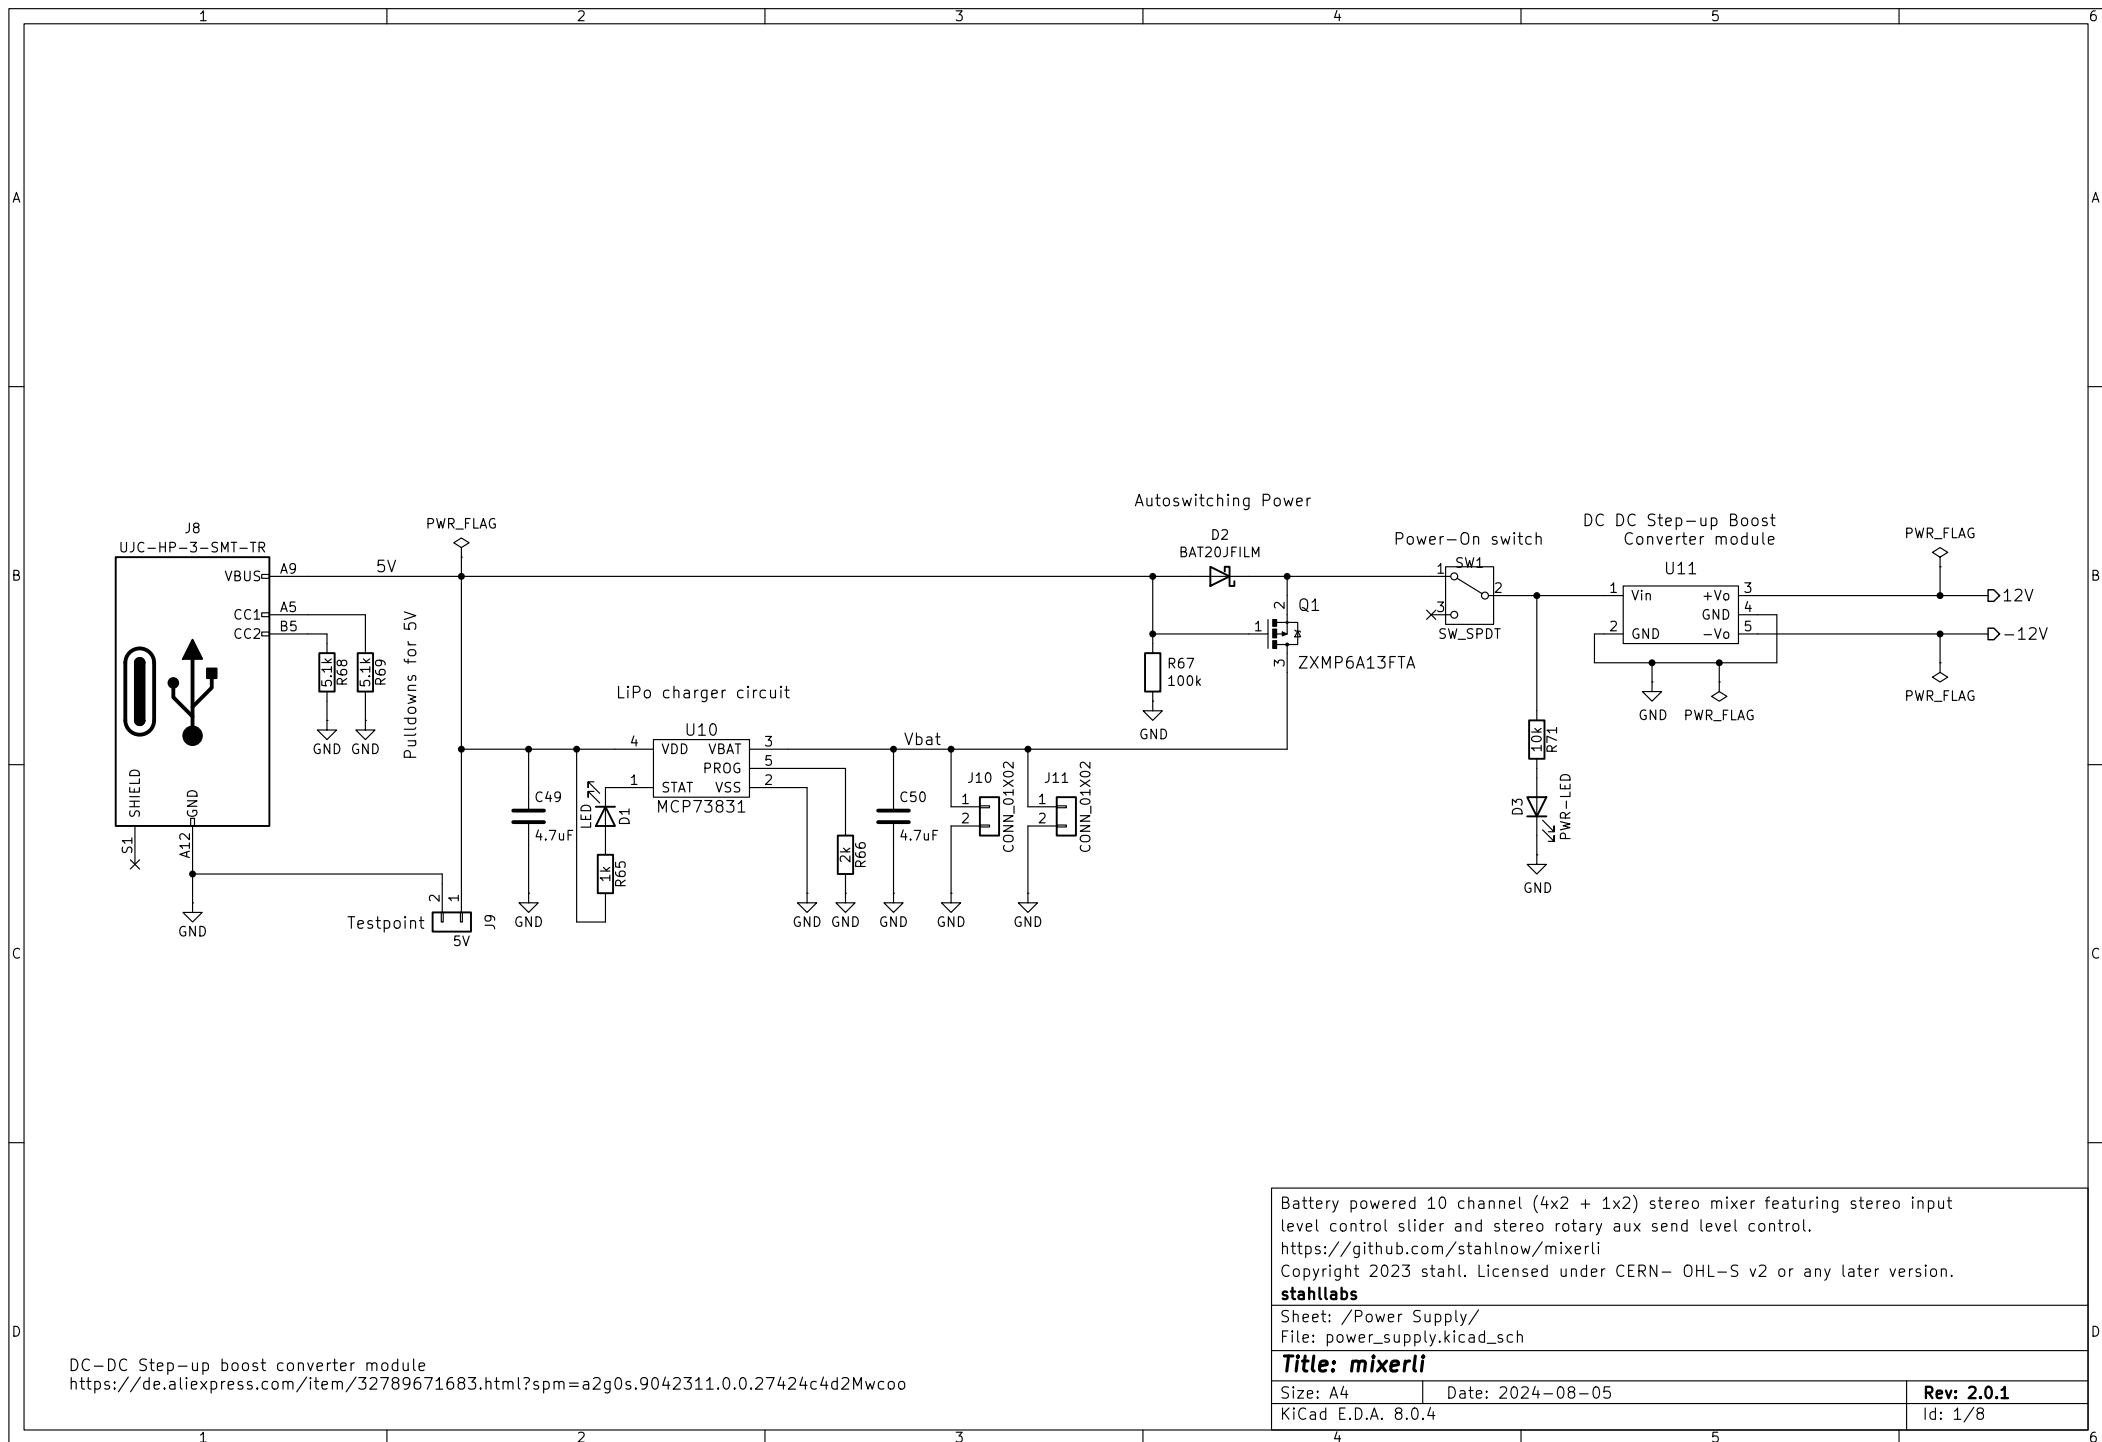 1 2 3 4 5 6
A A
B B
C C
D D
1 2 3 4 5 6
J8
UJC-HP-3-SMT-TR
VBUS A9
CC1 A5
CC2 B5
SHIELD
GND
S1
A12
GND
5V
PWR_FLAG
5.1k
R68
5.1k
R69
GND GND
Pulldowns for 5V
Testpoint
2 1
J9
5V
LiPo charger circuit
U10
4 VDD VBAT 3
PROG 5
1 STAT VSS 2
MCP73831
C49
4.7uF
GND
LED
D1
1k
R65
GND
2k
R66
GND
Vbat
C50
4.7uF
GND
J10
1
2
CONN_01X02
GND
J11
1
2
CONN_01X02
GND
Autoswitching Power
D2
BAT20JFILM
R67
100k
GND
Q1
1
2
3
ZXMP6A13FTA
Power-On switch
SW1
1
2
3
SW_SPDT
10k
R71
D3
PWR-LED
GND
DC DC Step-up Boost
Converter module
U11
1 Vin +Vo 3
GND 4
2 GND -Vo 5
GND
PWR_FLAG
PWR_FLAG
12V
-12V
PWR_FLAG
DC-DC Step-up boost converter module
https://de.aliexpress.com/item/32789671683.html?spm=a2g0s.9042311.0.0.27424c4d2Mwcoo
Battery powered 10 channel (4x2 + 1x2) stereo mixer featuring stereo input
level control slider and stereo rotary aux send level control.
https://github.com/stahlnow/mixerli
Copyright 2023 stahl. Licensed under CERN- OHL-S v2 or any later version.
stahllabs
Sheet: /Power Supply/
File: power_supply.kicad_sch
Title: mixerli
Size: A4 Date: 2024-08-05 Rev: 2.0.1
KiCad E.D.A. 8.0.4 Id: 1/8